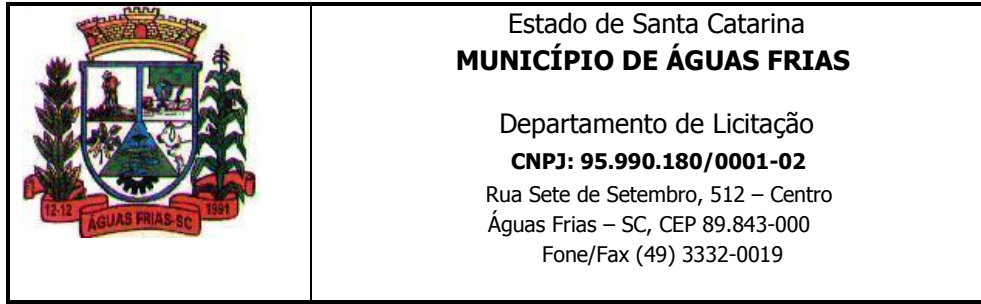 12-12
ÁGUAS FRIAS-SC
1991
Estado de Santa Catarina
MUNICÍPIO DE ÁGUAS FRIAS
Departamento de Licitação
CNPJ: 95.990.180/0001-02
Rua Sete de Setembro, 512 – Centro
Águas Frias – SC, CEP 89.843-000
Fone/Fax (49) 3332-0019